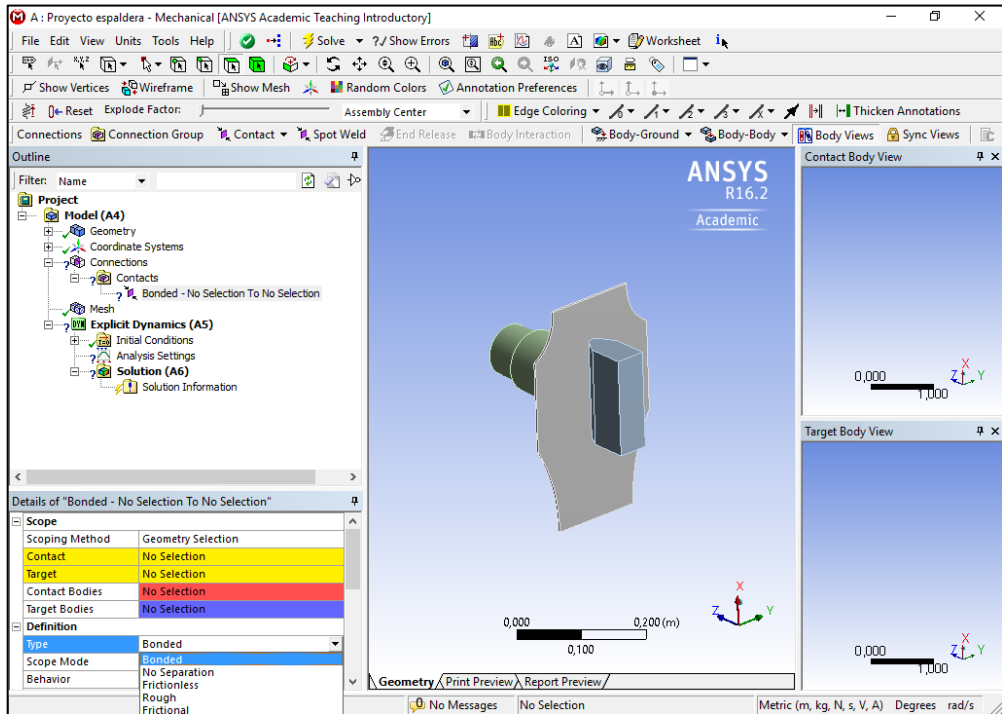 A : Proyecto espaldera - Mechanical [ANSYS Academic Teaching Introductory]
File Edit View Units Tools Help Solve ?/ Show Errors Worksheet
Show Vertices Wireframe Show Mesh Random Colors Annotation Preferences
Reset Explode Factor: Assembly Center Edge Coloring Thicken Annotations
Connections Connection Group Contact Spot Weld End Release Body Interaction Body-Ground Body-Body Body Views Sync Views
Outline
Filter: Name
Project
Model (A4)
Geometry
Coordinate Systems
Connections
Contacts
Bonded - No Selection To No Selection
Mesh
Explicit Dynamics (A5)
Initial Conditions
Analysis Settings
Solution (A6)
Solution Information
Details of "Bonded - No Selection To No Selection"
Scope
Scoping Method Geometry Selection
Contact No Selection
Target No Selection
Contact Bodies No Selection
Target Bodies No Selection
Definition
Type Bonded
Scope Mode Bonded
No Separation
Behavior Frictionless
Rough
Frictional
ANSYS
R16.2
Academic
X
Z Y
0,000 0,200 (m)
0,100
Geometry Print Preview Report Preview
Contact Body View
X
0,000 Z Y
1,000
Target Body View
X
0,000 Z Y
1,000
No Messages No Selection Metric (m, kg, N, s, V, A) Degrees rad/s